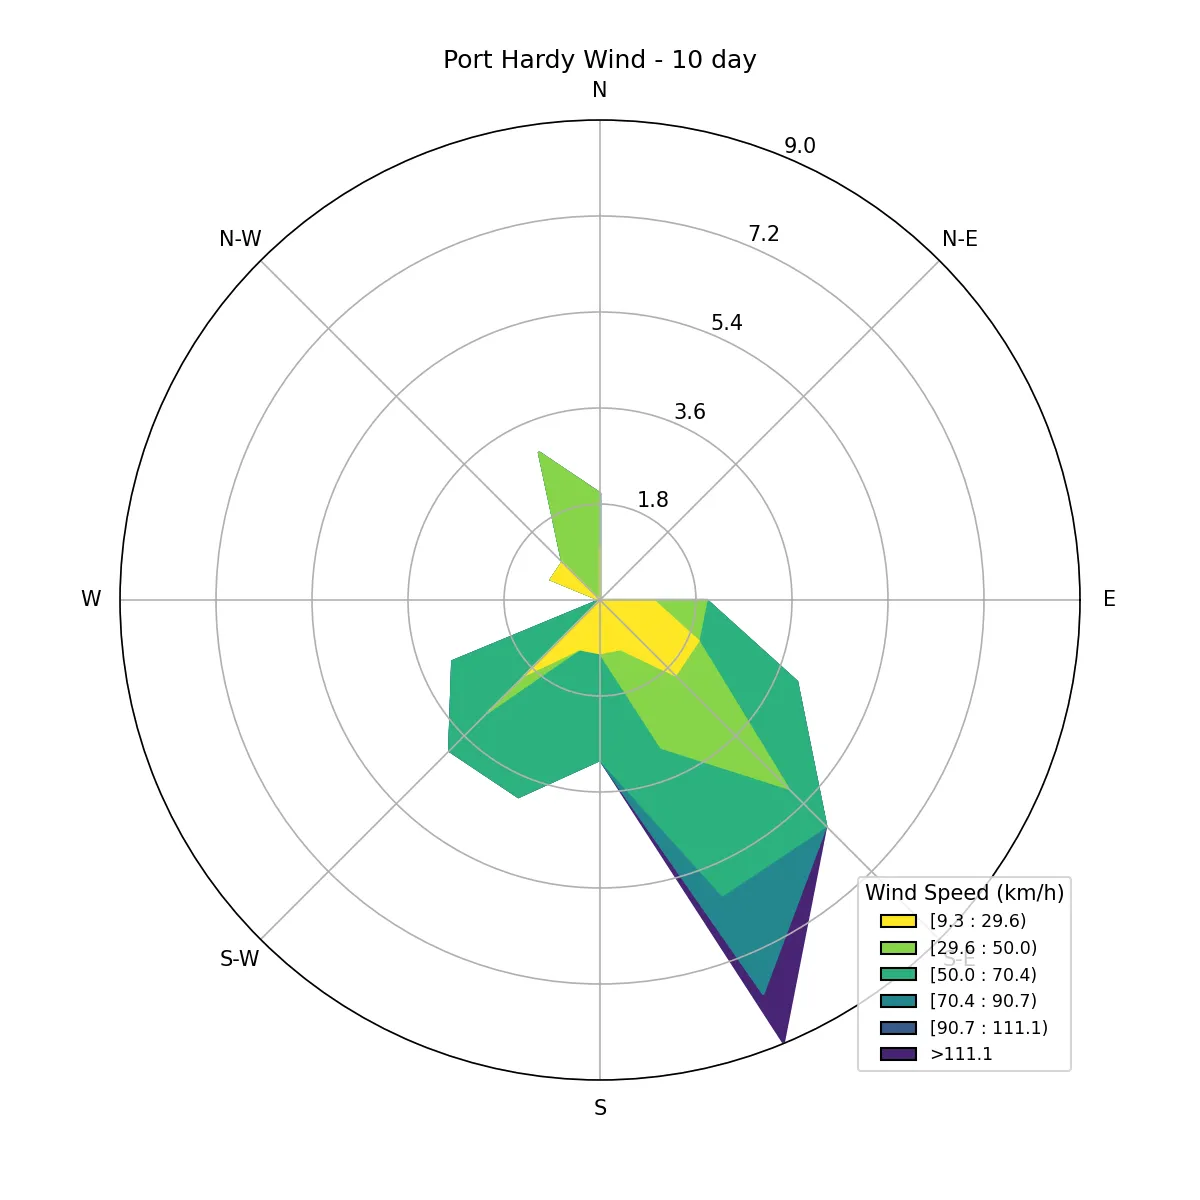 Port Hardy Wind - 10 day
N
9.0
N-W
N-E
7.2
5.4
3.6
1.8
W
E
Wind Speed (km/h)
[9.3 : 29.6)
[29.6 : 50.0)
S-W
S-E
[50.0 : 70.4)
[70.4 : 90.7)
[90.7 : 111.1)
>111.1
S